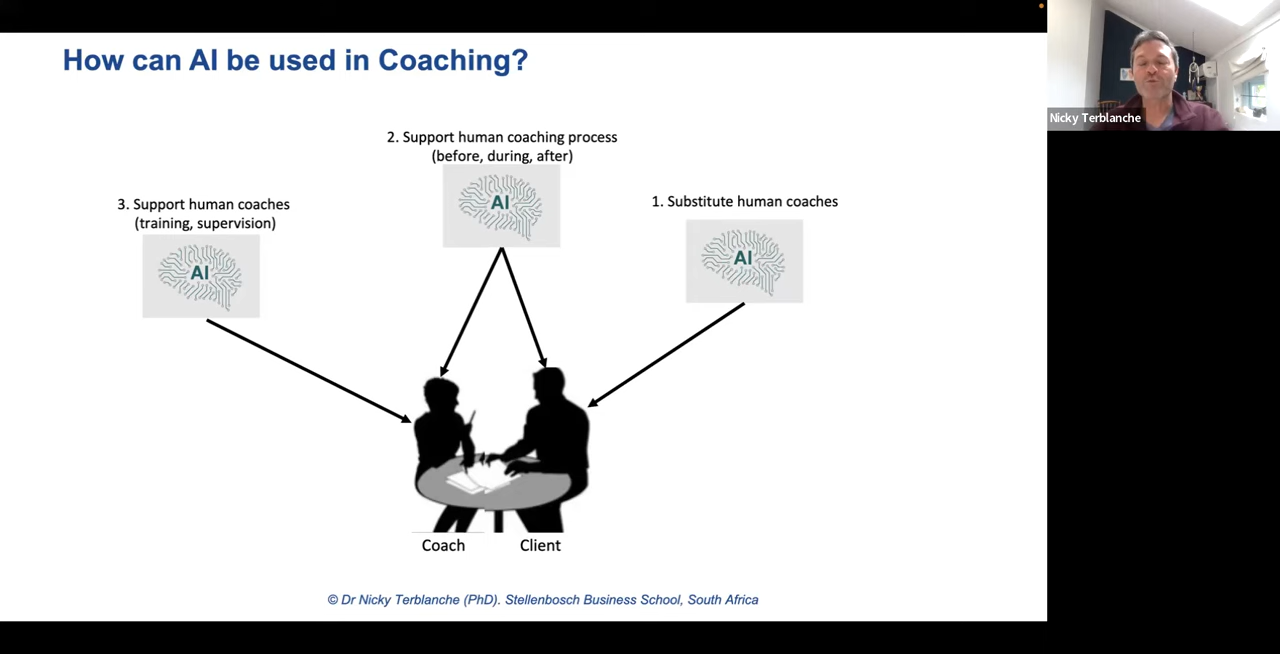 How can AI be used in Coaching?
Nicky Terblanche
2. Support human coaching process
(before, during, after)
AI
3. Support human coaches
(training, supervision)
AI
1. Substitute human coaches
AI
Coach
Client
© Dr Nicky Terblanche (PhD). Stellenbosch Business School, South Africa